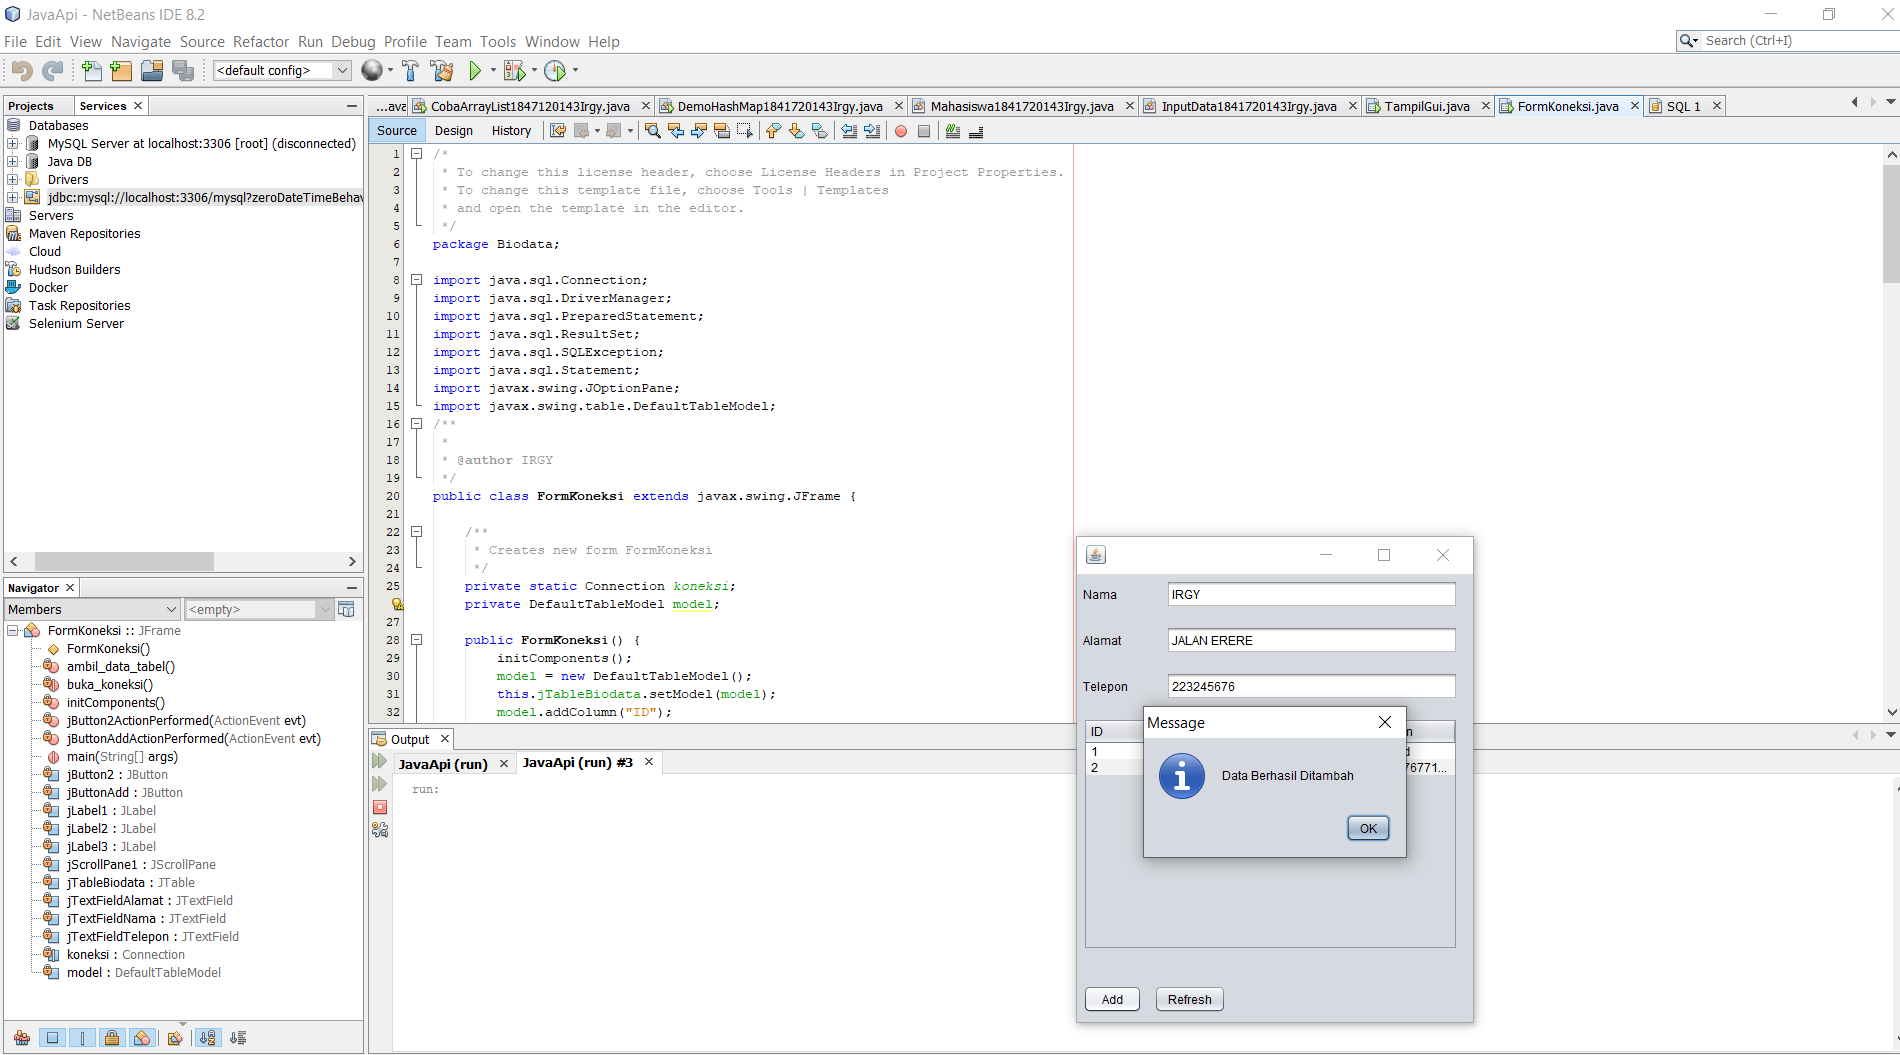 JavaApi - NetBeans IDE 8.2
File Edit View Navigate Source Refactor Run Debug Profile Team Tools Window Help
Search (Ctrl+I)
<default config>
Projects
Services
Databases
MySQL Server at localhost:3306 [root] (disconnected)
Java DB
Drivers
jdbc:mysql://localhost:3306/mysql?zeroDateTimeBehav
Servers
Maven Repositories
Cloud
Hudson Builders
Docker
Task Repositories
Selenium Server
Navigator
Members
<empty>
FormKoneksi :: JFrame
FormKoneksi()
ambil_data_tabel()
buka_koneksi()
initComponents()
jButton2ActionPerformed(ActionEvent evt)
jButtonAddActionPerformed(ActionEvent evt)
main(String[] args)
jButton2 : JButton
jButtonAdd : JButton
jLabel1 : JLabel
jLabel2 : JLabel
jLabel3 : JLabel
jScrollPane1 : JScrollPane
jTableBiodata : JTable
jTextFieldAlamat : JTextField
jTextFieldNama : JTextField
jTextFieldTelepon : JTextField
koneksi : Connection
model : DefaultTableModel
...ava
CobaArrayList1847120143Irgy.java
DemoHashMap1841720143Irgy.java
Mahasiswa1841720143Irgy.java
InputData1841720143Irgy.java
TampilGui.java
FormKoneksi.java
SQL 1
Source Design History
1 /*
2 * To change this license header, choose License Headers in Project Properties.
3 * To change this template file, choose Tools | Templates
4 * and open the template in the editor.
5 */
6 package Biodata;
7
8 import java.sql.Connection;
9 import java.sql.DriverManager;
10 import java.sql.PreparedStatement;
11 import java.sql.ResultSet;
12 import java.sql.SQLException;
13 import java.sql.Statement;
14 import javax.swing.JOptionPane;
15 import javax.swing.table.DefaultTableModel;
16 /**
17 *
18 * @author IRGY
19 */
20 public class FormKoneksi extends javax.swing.JFrame {
21
22 /**
23 * Creates new form FormKoneksi
24 */
25 private static Connection koneksi;
private DefaultTableModel model;
27
28 public FormKoneksi() {
29 initComponents();
30 model = new DefaultTableModel();
31 this.jTableBiodata.setModel(model);
32 model.addColumn("ID");
Output
JavaApi (run)
JavaApi (run) #3
run:
Nama
IRGY
Alamat
JALAN ERERE
Telepon
223245676
ID
n
1
d
2
76771...
Message
Data Berhasil Ditambah
OK
Add
Refresh